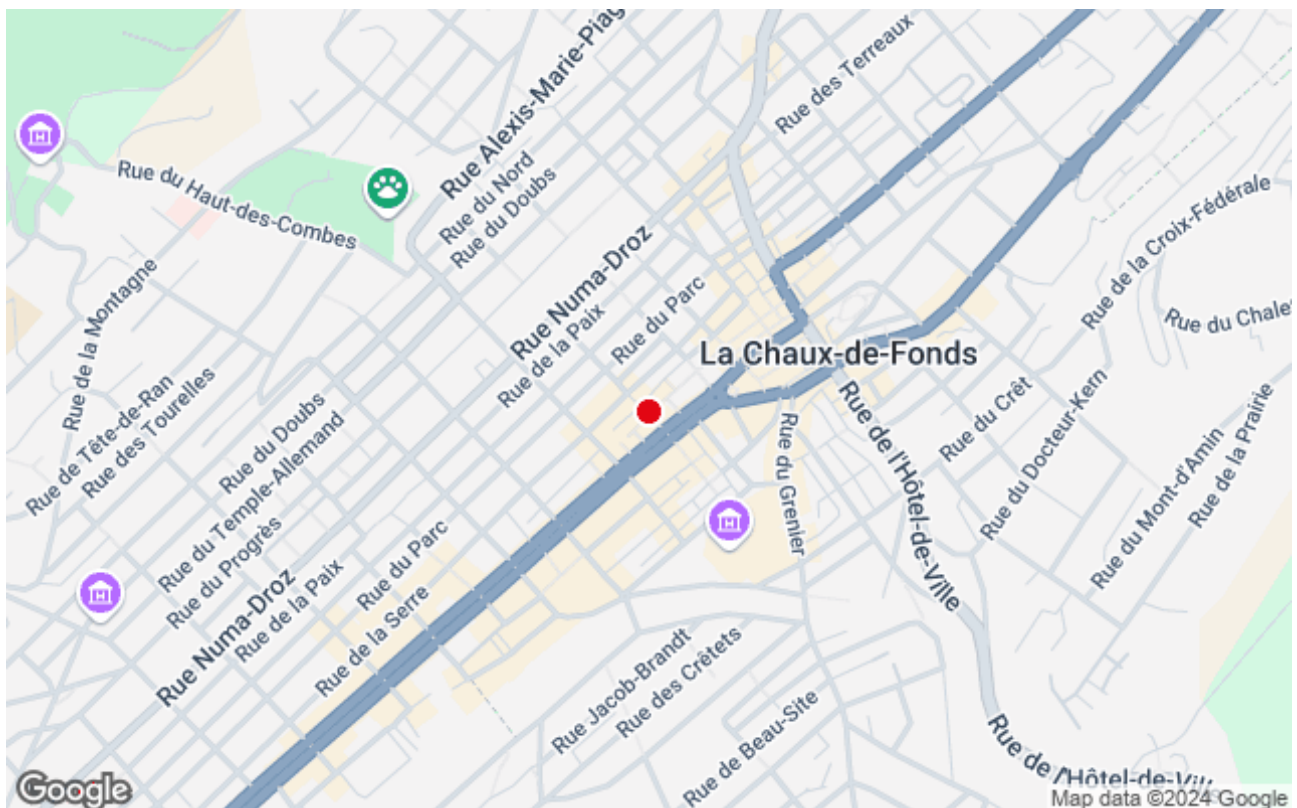 Rue Alexis-Marie-Piag
Rue des Terreaux
Rue du Haut-des-Combes
Rue du Nord
Rue du Doubs
Rue de la Croix-Fédérale
Rue de la Montagne
Rue Numa-Droz
Rue du Parc
Rue de la Paix
Rue du Chale
La Chaux-de-Fonds
Rue de Tête-de-Ran
Rue des Tourelles
Rue du Doubs
Rue du Temple-Allemand
Rue du Progrès
Rue du Grenier
Rue de l'Hôtel-de-Ville
Rue du Crêt
Rue du Docteur-Kern
Rue du Mont-d'Amin
Rue de la Prairie
Rue Numa-Droz
Rue de la Paix
Rue du Parc
Rue de la Serre
Rue Jacob-Brandt
Rue des Crêtets
Rue de Beau-Site
Rue de l'Hôtel-de-Vill
Google
Map data ©2024 Google